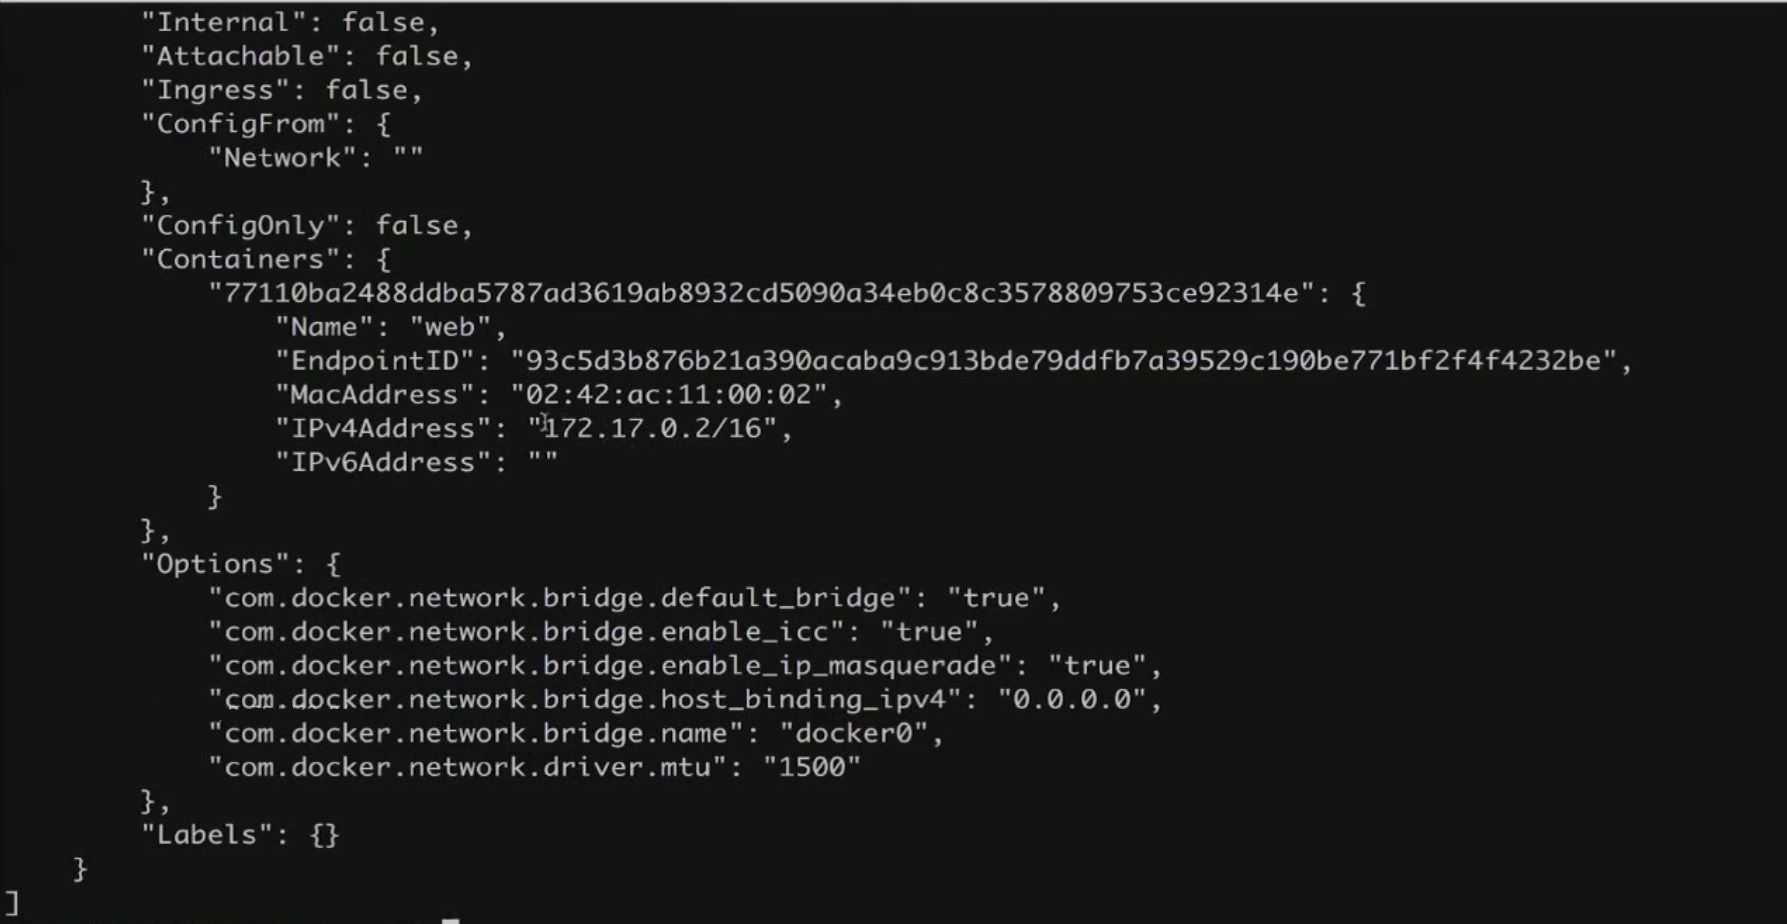 "Internal": false,
"Attachable": false,
"Ingress": false,
"ConfigFrom": {
"Network": ""
},
"ConfigOnly": false,
"Containers": {
"77110ba2488ddba5787ad3619ab8932cd5090a34eb0c8c3578809753ce92314e": {
"Name": "web",
"EndpointID": "93c5d3b876b21a390acaba9c913bde79ddfb7a39529c190be771bf2f4f4232be",
"MacAddress": "02:42:ac:11:00:02",
"IPv4Address": "172.17.0.2/16",
"IPv6Address": ""
}
},
"Options": {
"com.docker.network.bridge.default_bridge": "true",
"com.docker.network.bridge.enable_icc": "true",
"com.docker.network.bridge.enable_ip_masquerade": "true",
"com.docker.network.bridge.host_binding_ipv4": "0.0.0.0",
"com.docker.network.bridge.name": "docker0",
"com.docker.network.driver.mtu": "1500"
},
"Labels": {}
}
]